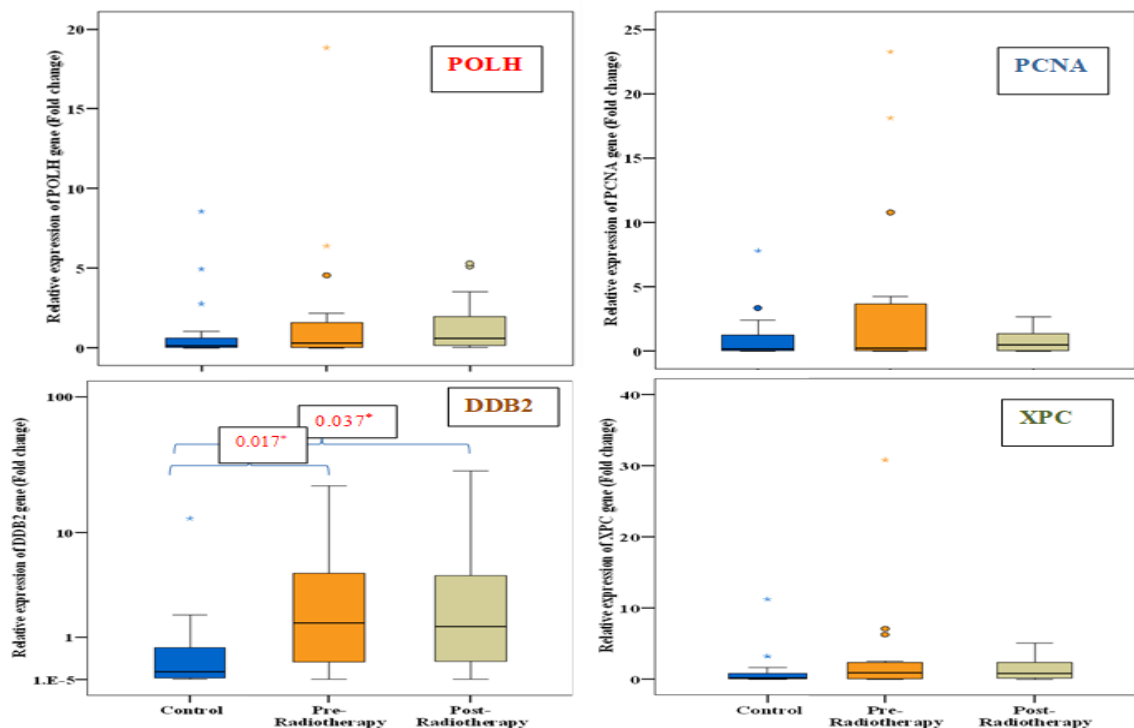 Relative expression of POLH gene (Fold change)
20
15
10
5
0
POLH
Relative expression of PCNA gene (Fold change)
25
20
15
10
5
0
PCNA
Relative expression of DDB2 gene (Fold change)
100
10
1
1.E-5
DDB2
0.037*
0.017*
Control
Pre-
Radiotherapy
Post-
Radiotherapy
Relative expression of XPC gene (Fold change)
40
30
20
10
0
XPC
Control
Pre-
Radiotherapy
Post-
Radiotherapy